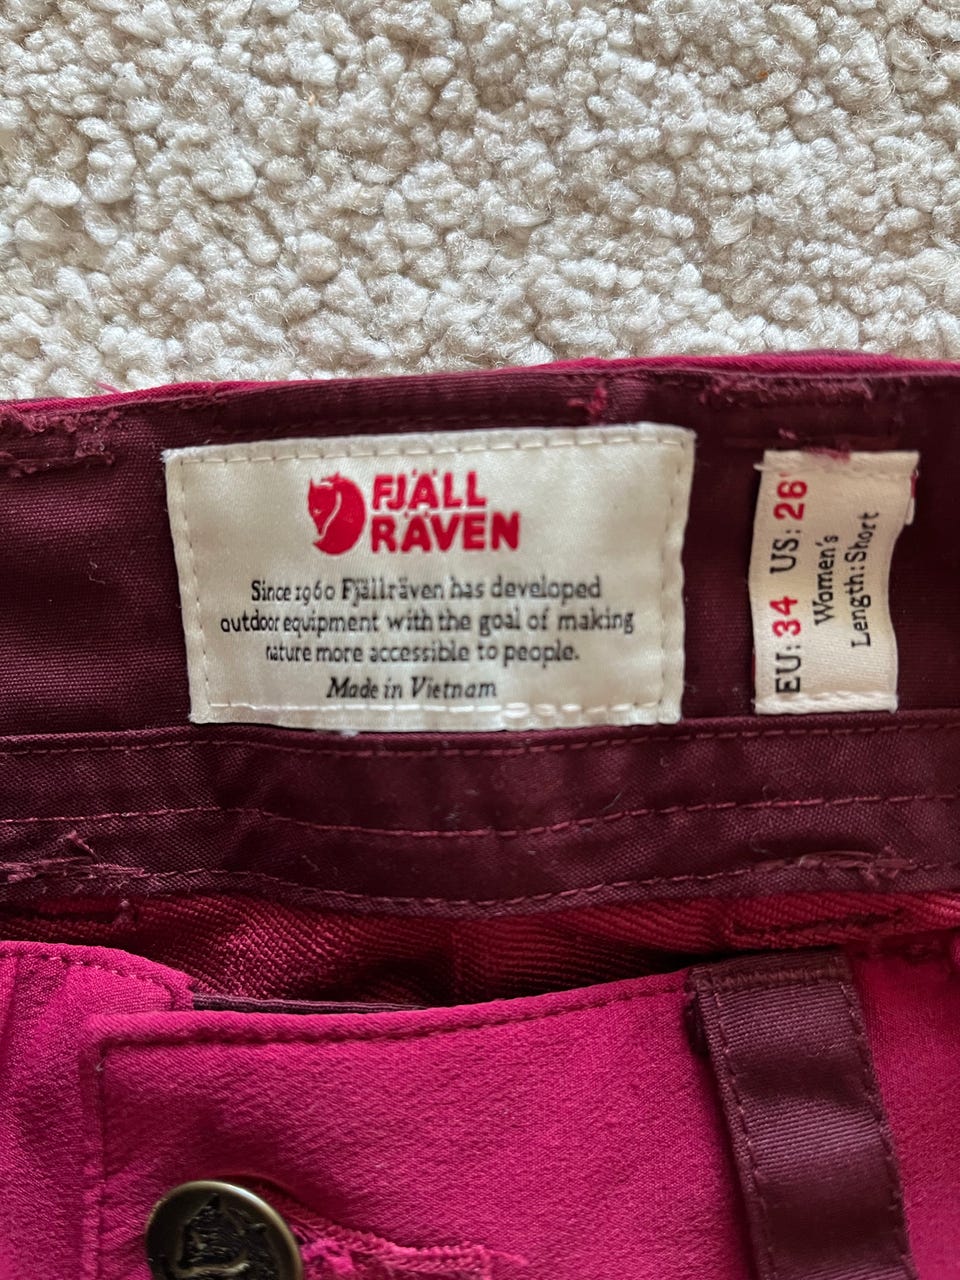 FJÄLL
RÄVEN
Since 1960 Fjällräven has developed
outdoor equipment with the goal of making
nature more accessible to people.
Made in Vietnam
EU: 34 US: 26
Women's
Length: Short